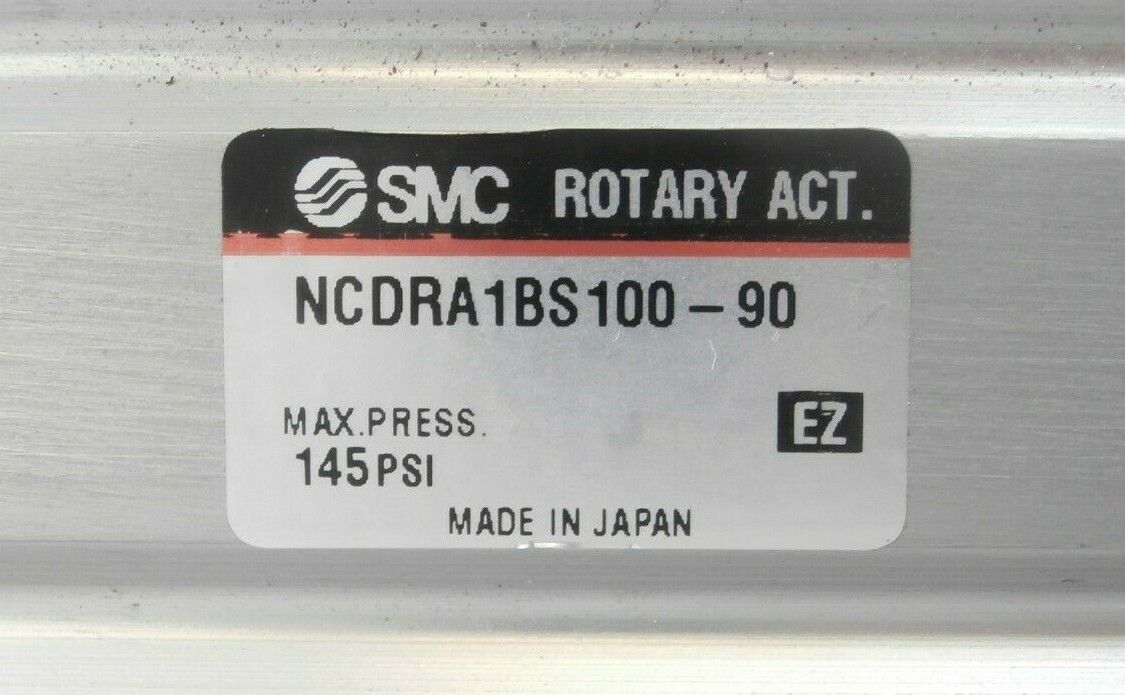 SMC ROTARY ACT.
NCDRA1BS100-90
MAX.PRESS.
145PSI
EZ
MADE IN JAPAN